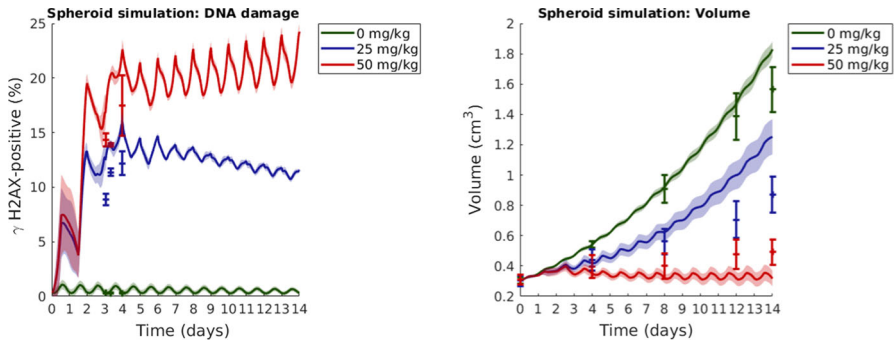 Spheroid simulation: DNA damage
γ H2AX-positive (%)
25
20
15
10
5
0
0 1 2 3 4 5 6 7 8 9 10 11 12 13 14
Time (days)
0 mg/kg
25 mg/kg
50 mg/kg
Spheroid simulation: Volume
Volume (cm³)
2
1.8
1.6
1.4
1.2
1
0.8
0.6
0.4
0.2
0 1 2 3 4 5 6 7 8 9 10 11 12 13 14
Time (days)
0 mg/kg
25 mg/kg
50 mg/kg